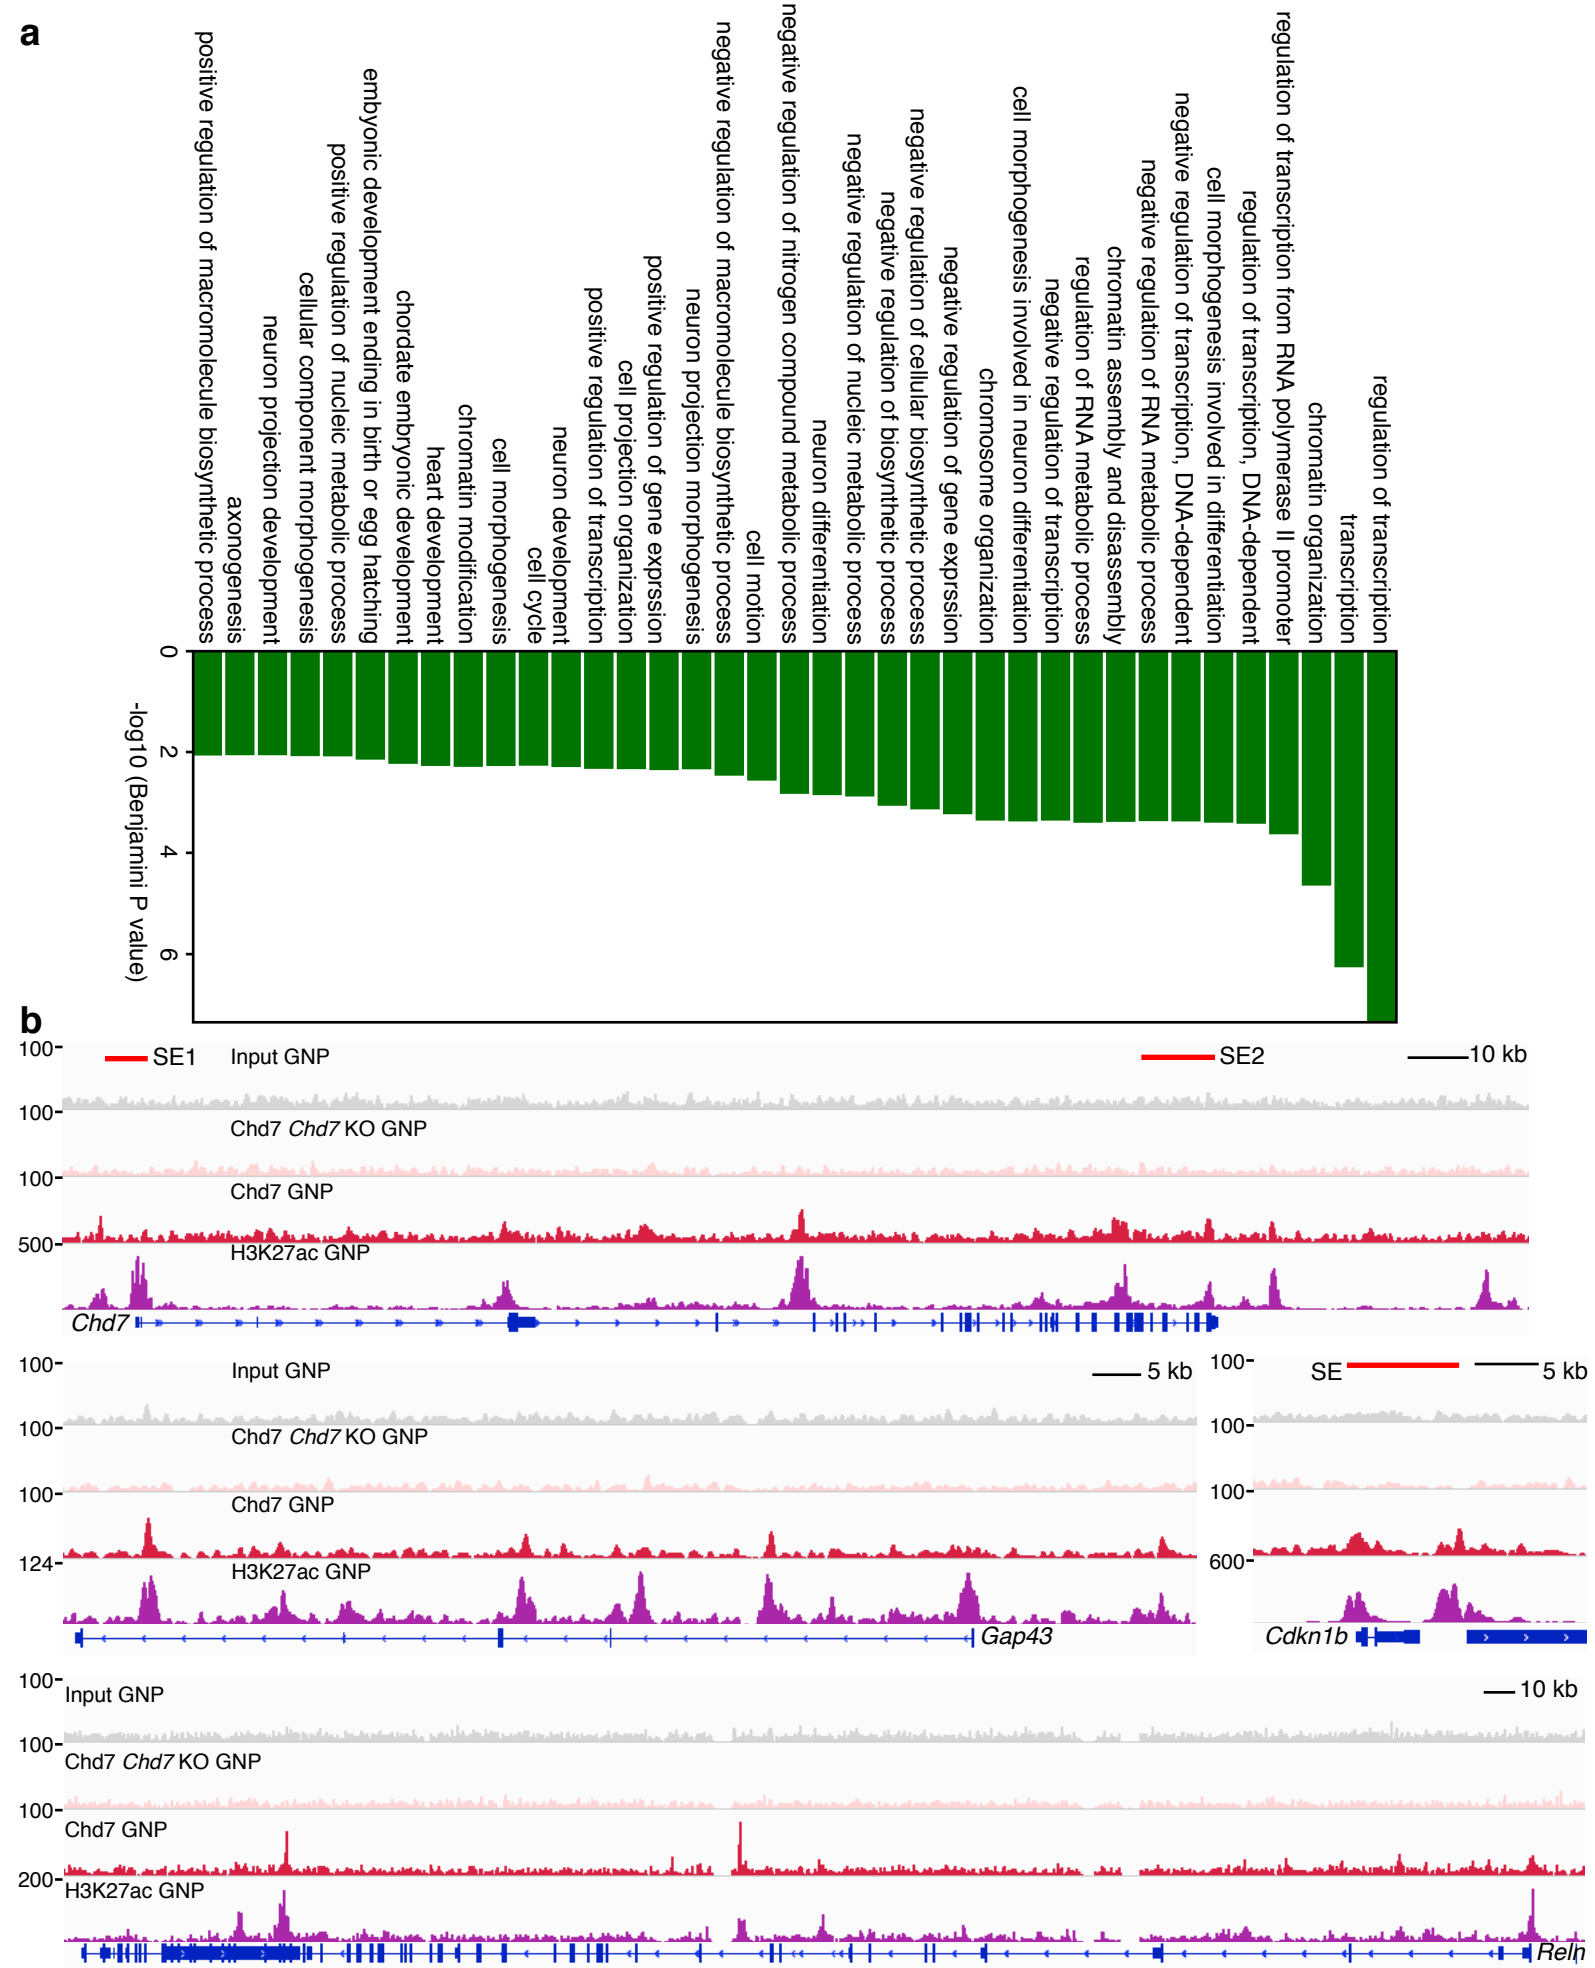 a
positive regulation of macromolecule biosynthetic process
axonogenesis
neuron projection development
cellular component morphogenesis
positive regulation of nucleic metabolic process
embryonic development ending in birth or egg hatching
chordate embryonic development
heart development
chromatin modification
cell morphogenesis
cell cycle
neuron development
positive regulation of transcription
cell projection organization
positive regulation of gene exprssion
neuron projection morphogenesis
negative regulation of macromolecule biosynthetic process
cell motion
negative regulation of nitrogen compound metabolic process
neuron differentiation
negative regulation of nucleic metabolic process
negative regulation of biosynthetic process
negative regulation of cellular biosynthetic process
negative regulation of gene exprssion
chromosome organization
cell morphogenesis involved in neuron differentiation
negative regulation of transcription
regulation of RNA metabolic process
chromatin assembly and disassembly
negative regulation of RNA metabolic process
negative regulation of transcription, DNA-dependent
cell morphogenesis involved in differentiation
regulation of transcription, DNA-dependent
regulation of transcription from RNA polymerase II promoter
chromatin organization
transcription
regulation of transcription
0
2
4
6
-log10 (Benjamini P value)
b
100 SE1 Input GNP SE2 10 kb
100
Chd7 Chd7 KO GNP
100
Chd7 GNP
500
H3K27ac GNP
Chd7
100 Input GNP 5 kb
100
Chd7 Chd7 KO GNP
100
Chd7 GNP
124
H3K27ac GNP
Gap43
100 SE 5 kb
100
100
600
Cdkn1b
100
Input GNP 10 kb
100
Chd7 Chd7 KO GNP
100
Chd7 GNP
200
H3K27ac GNP
Reln